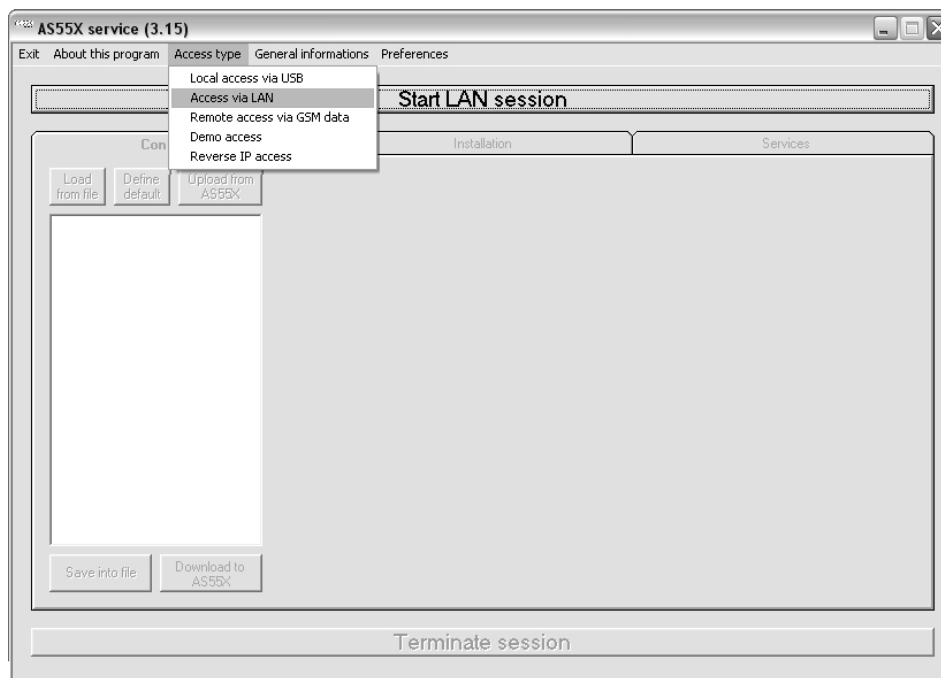 AS55X service (3.15)
Exit About this program Access type General informations Preferences
Local access via USB
Access via LAN
Remote access via GSM data
Demo access
Reverse IP access
Start LAN session
Con
Installation
Services
Load from file
Define default
Upload from AS55X
Save into file
Download to AS55X
Terminate session